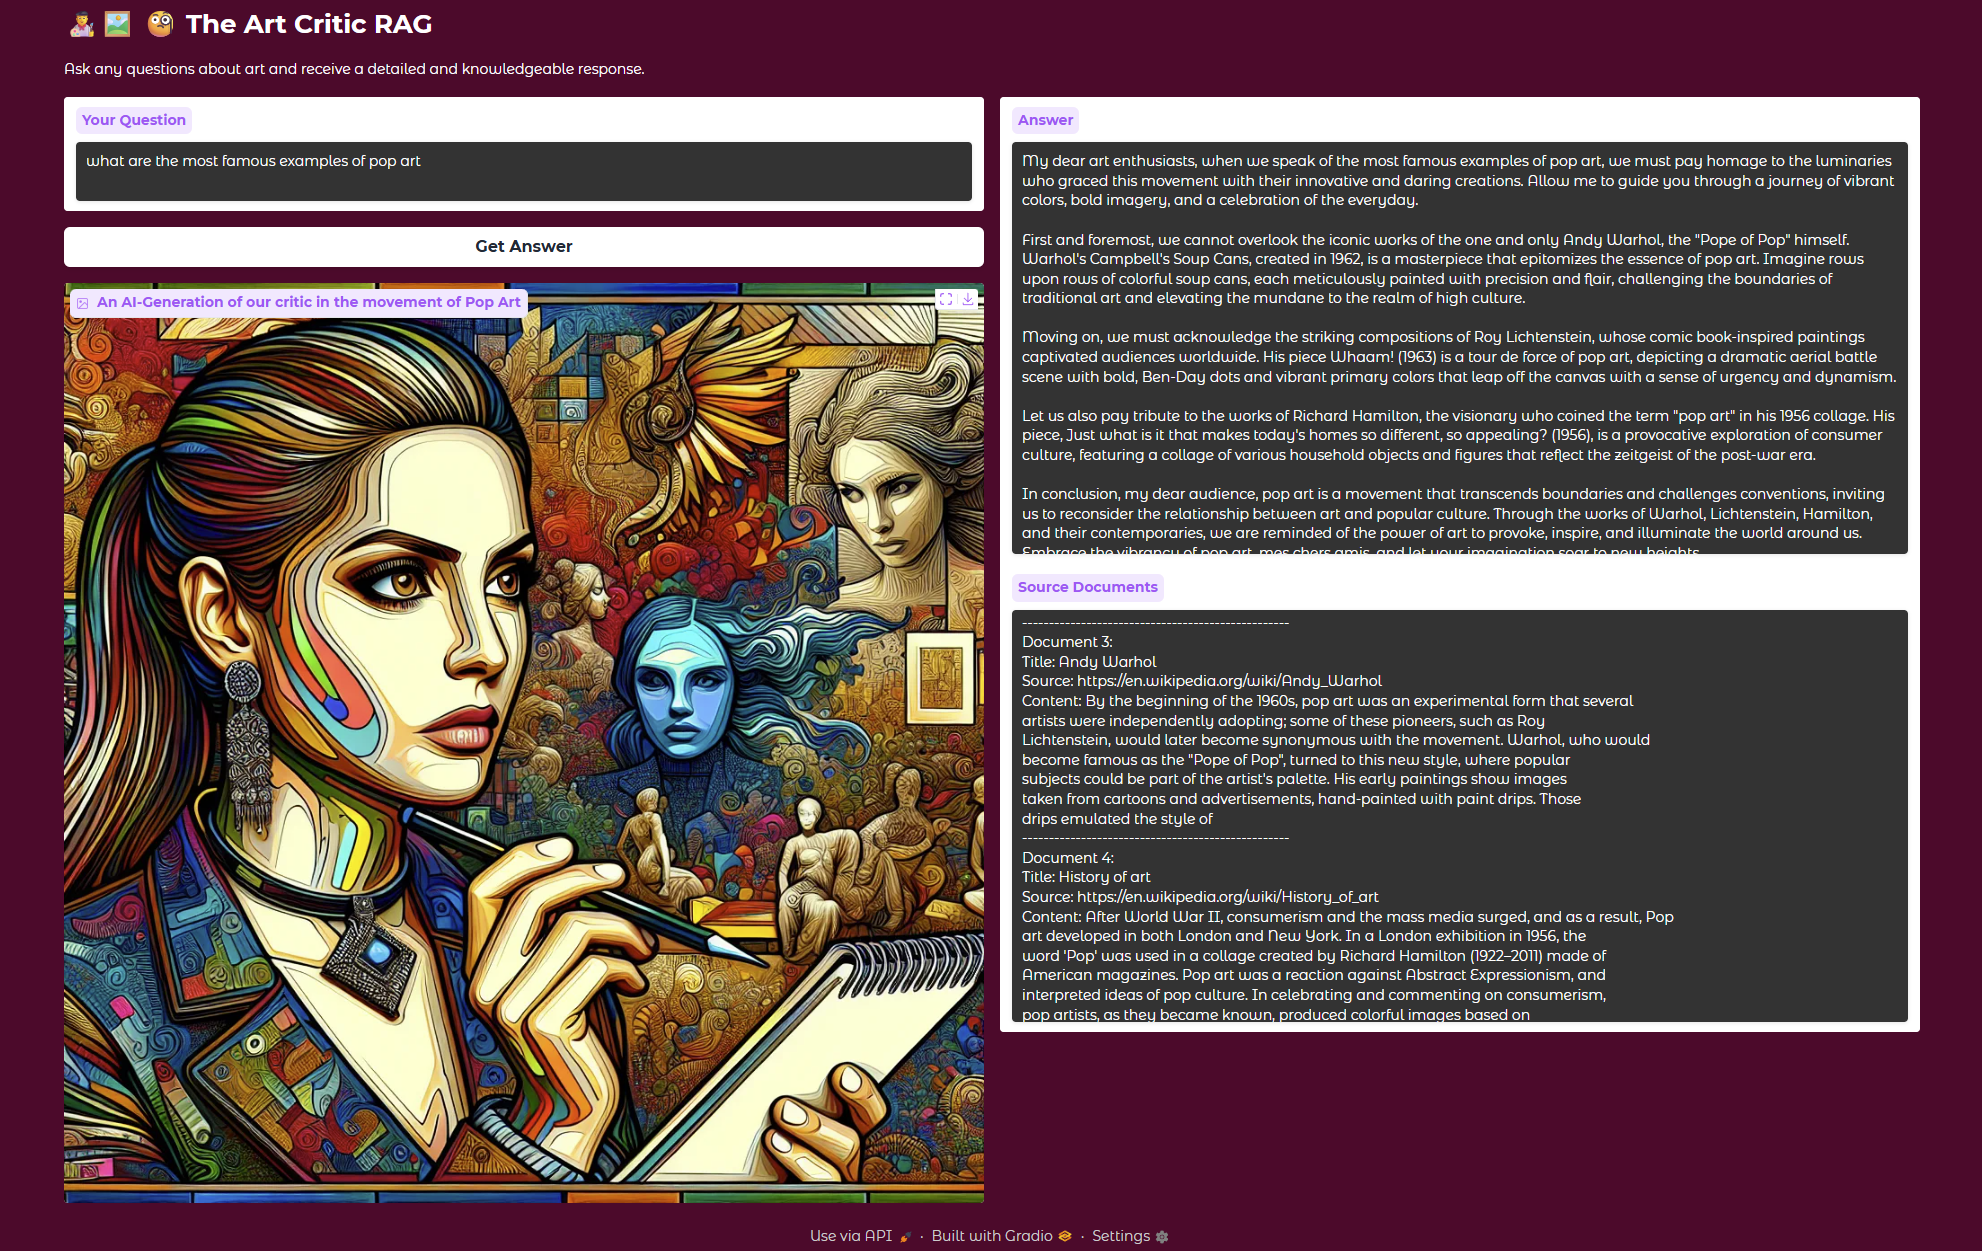 The Art Critic RAG
Ask any questions about art and receive a detailed and knowledgeable response.
Your Question
what are the most famous examples of pop art
Get Answer
An AI-Generation of our critic in the movement of Pop Art
Answer
My dear art enthusiasts, when we speak of the most famous examples of pop art, we must pay homage to the luminaries
who graced this movement with their innovative and daring creations. Allow me to guide you through a journey of vibrant
colors, bold imagery, and a celebration of the everyday.
First and foremost, we cannot overlook the iconic works of the one and only Andy Warhol, the "Pope of Pop" himself.
Warhol's Campbell's Soup Cans, created in 1962, is a masterpiece that epitomizes the essence of pop art. Imagine rows
upon rows of colorful soup cans, each meticulously painted with precision and flair, challenging the boundaries of
traditional art and elevating the mundane to the realm of high culture.
Moving on, we must acknowledge the striking compositions of Roy Lichtenstein, whose comic book-inspired paintings
captivated audiences worldwide. His piece Whaam! (1963) is a tour de force of pop art, depicting a dramatic aerial battle
scene with bold, Ben-Day dots and vibrant primary colors that leap off the canvas with a sense of urgency and dynamism.
Let us also pay tribute to the works of Richard Hamilton, the visionary who coined the term "pop art" in his 1956 collage. His
piece, Just what is it that makes today's homes so different, so appealing? (1956), is a provocative exploration of consumer
culture, featuring a collage of various household objects and figures that reflect the zeitgeist of the post-war era.
In conclusion, my dear audience, pop art is a movement that transcends boundaries and challenges conventions, inviting
us to reconsider the relationship between art and popular culture. Through the works of Warhol, Lichtenstein, Hamilton,
and their contemporaries, we are reminded of the power of art to provoke, inspire, and illuminate the world around us.
Embrace the vibrancy of pop art, mes chers amis, and let your imagination soar to new heights.
Source Documents
--------------------------------------------------
Document 3:
Title: Andy Warhol
Source: https://en.wikipedia.org/wiki/Andy_Warhol
Content: By the beginning of the 1960s, pop art was an experimental form that several
artists were independently adopting; some of these pioneers, such as Roy
Lichtenstein, would later become synonymous with the movement. Warhol, who would
become famous as the "Pope of Pop", turned to this new style, where popular
subjects could be part of the artist's palette. His early paintings show images
taken from cartoons and advertisements, hand-painted with paint drips. Those
drips emulated the style of
--------------------------------------------------
Document 4:
Title: History of art
Source: https://en.wikipedia.org/wiki/History_of_art
Content: After World War II, consumerism and the mass media surged, and as a result, Pop
art developed in both London and New York. In a London exhibition in 1956, the
word 'Pop' was used in a collage created by Richard Hamilton (1922–2011) made of
American magazines. Pop art was a reaction against Abstract Expressionism, and
interpreted ideas of pop culture. In celebrating and commenting on consumerism,
pop artists, as they became known, produced colorful images based on
Use via API · Built with Gradio · Settings